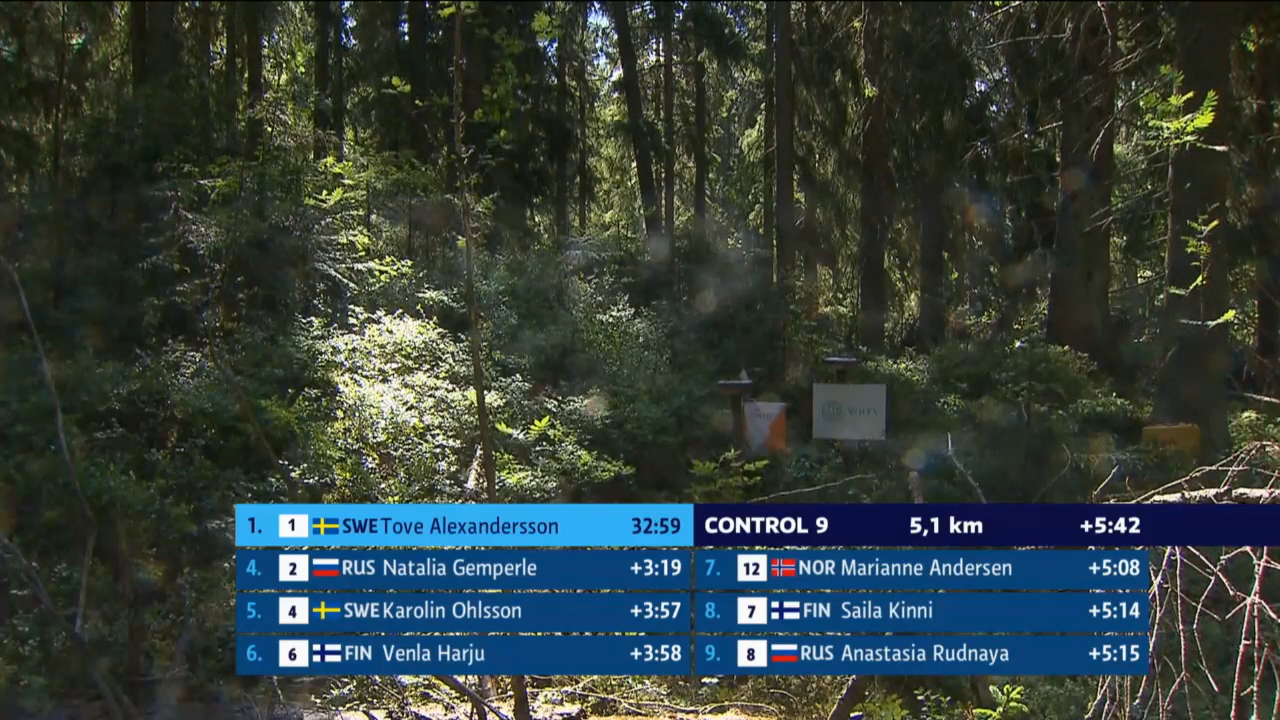 1. 1 SWE Tove Alexandersson 32:59
CONTROL 9 5,1 km +5:42
4. 2 RUS Natalia Gemperle +3:19
5. 4 SWE Karolin Ohlsson +3:57
6. 6 FIN Venla Harju +3:58
7. 12 NOR Marianne Andersen +5:08
8. 7 FIN Saila Kinni +5:14
9. 8 RUS Anastasia Rudnaya +5:15